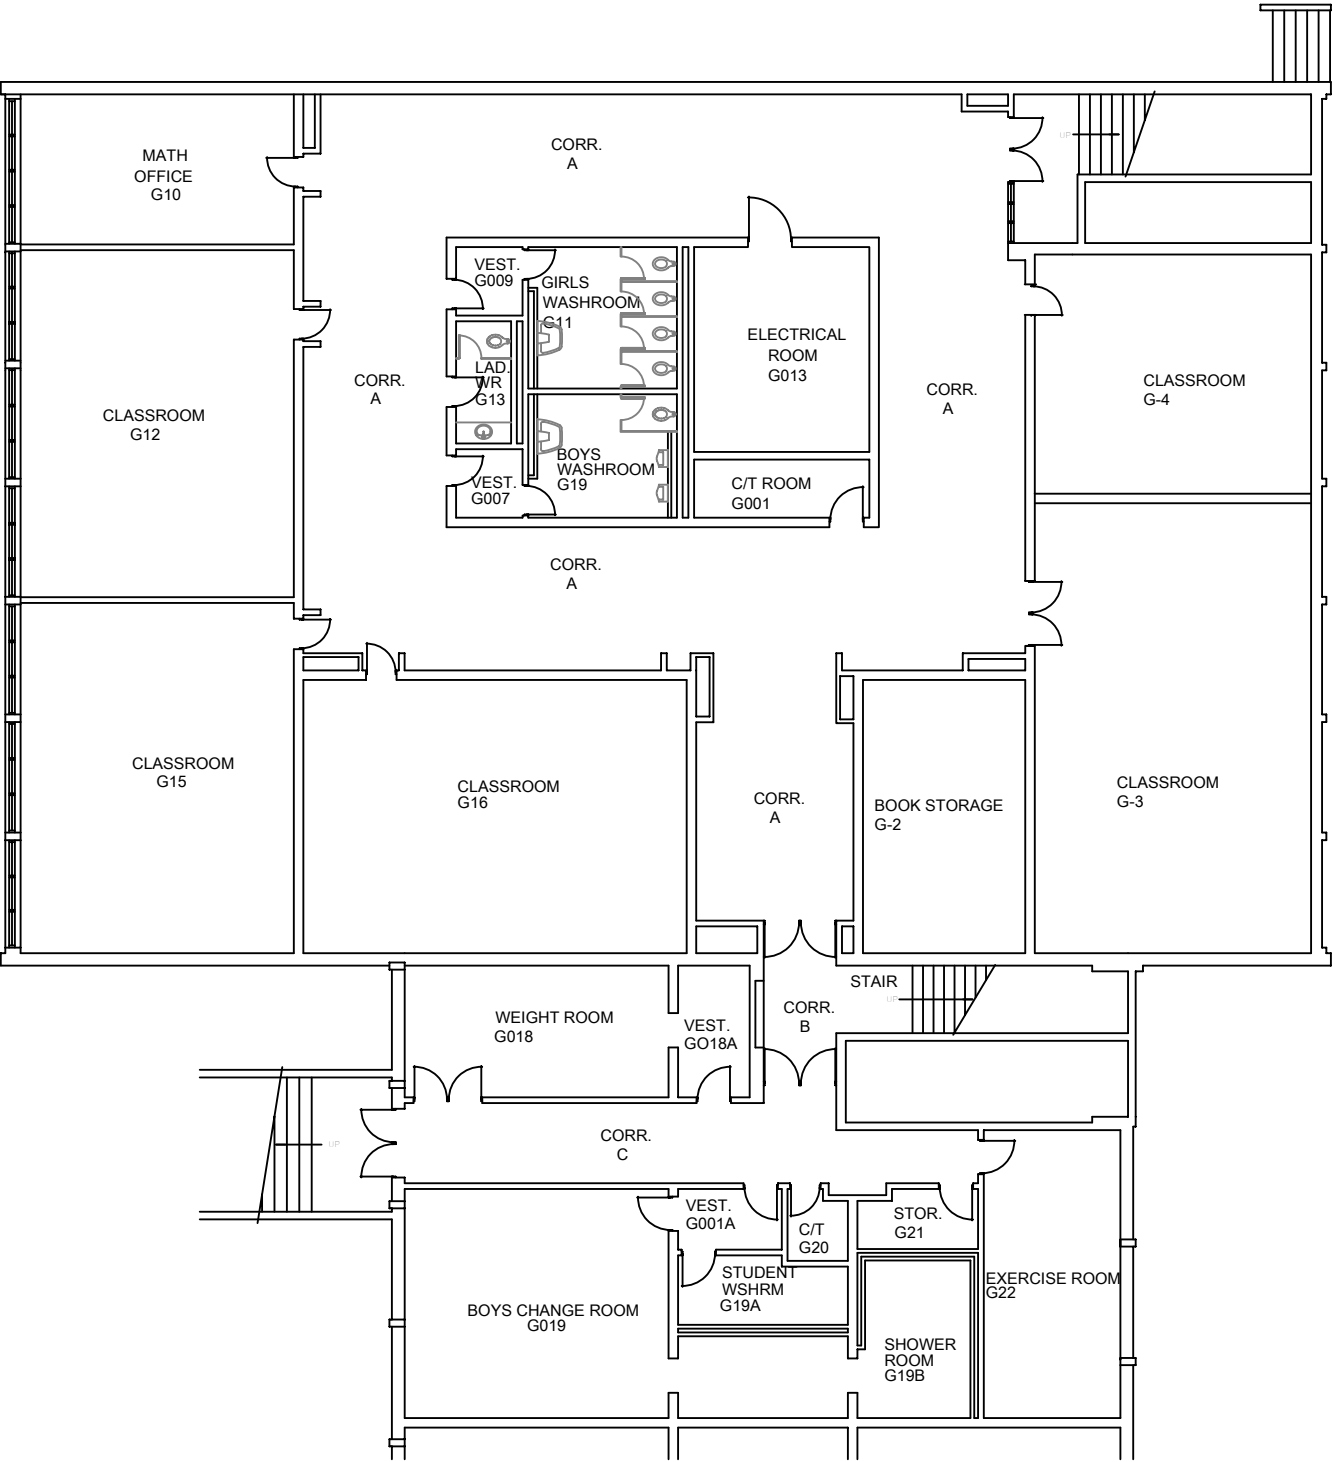 CORR.
A
UP
MATH
OFFICE
G10
VEST.
G009
GIRLS
WASHROOM
G11
ELECTRICAL
ROOM
G013
LAD.
WR
G13
CORR.
A
CORR.
A
CLASSROOM
G-4
CLASSROOM
G12
BOYS
WASHROOM
G19
VEST.
G007
C/T ROOM
G001
CORR.
A
CLASSROOM
G15
CLASSROOM
G16
CORR.
A
BOOK STORAGE
G-2
CLASSROOM
G-3
STAIR
UP
WEIGHT ROOM
G018
VEST.
GO18A
CORR.
B
UP
CORR.
C
VEST.
G001A
C/T
G20
STOR.
G21
STUDENT
WSHRM
G19A
EXERCISE ROOM
G22
BOYS CHANGE ROOM
G019
SHOWER
ROOM
G19B